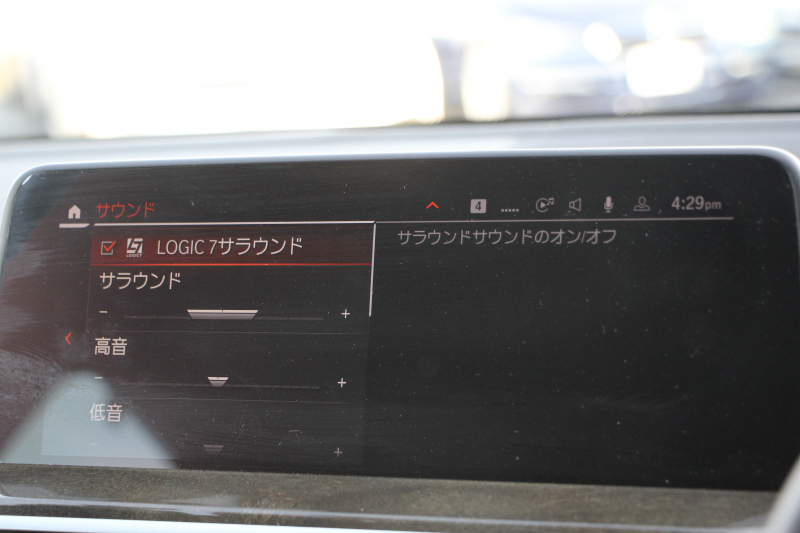 サウンド
4
4:29pm
LOGIC7
LOGIC 7サラウンド
サラウンドサウンドのオン/オフ
サラウンド
- +
高音
- +
低音
- +